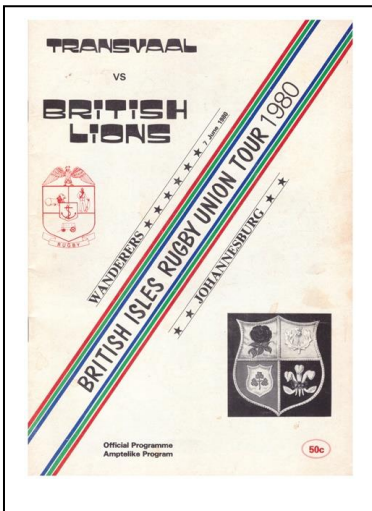 TRANSVAAL
VS
BRITISH
LIONS
WANDERERS ★ ★ ★ ★ ★ ★ 7 June 1980
BRITISH ISLES RUGBY UNION TOUR 1980
★ ★ JOHANNESBURG ★ ★
RUGBY
Official Programme
Amptelike Program
50c